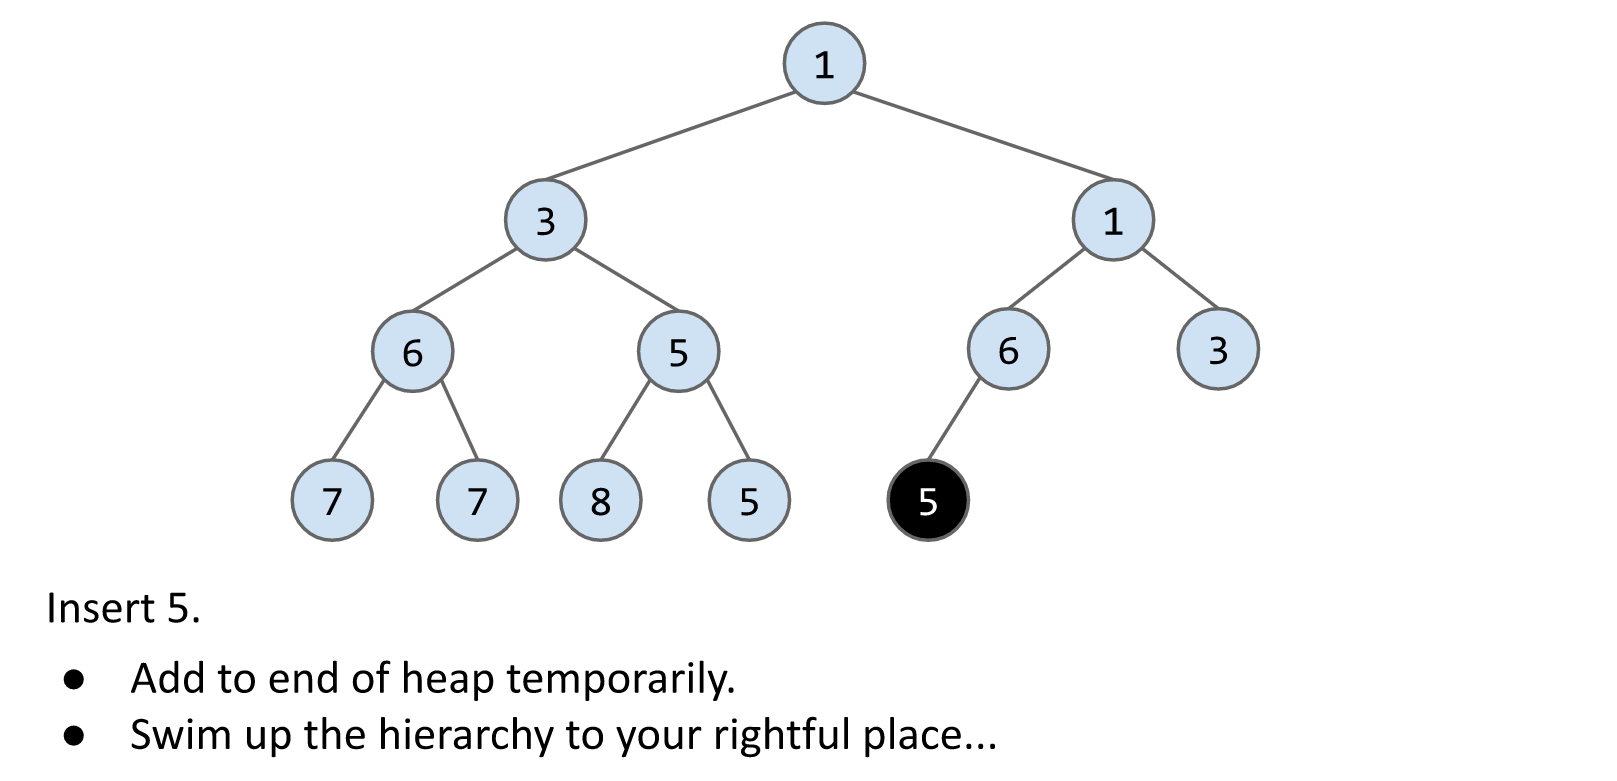 1
3 1
6 5 6 3
7 7 8 5 5
Insert 5.
● Add to end of heap temporarily.
● Swim up the hierarchy to your rightful place...